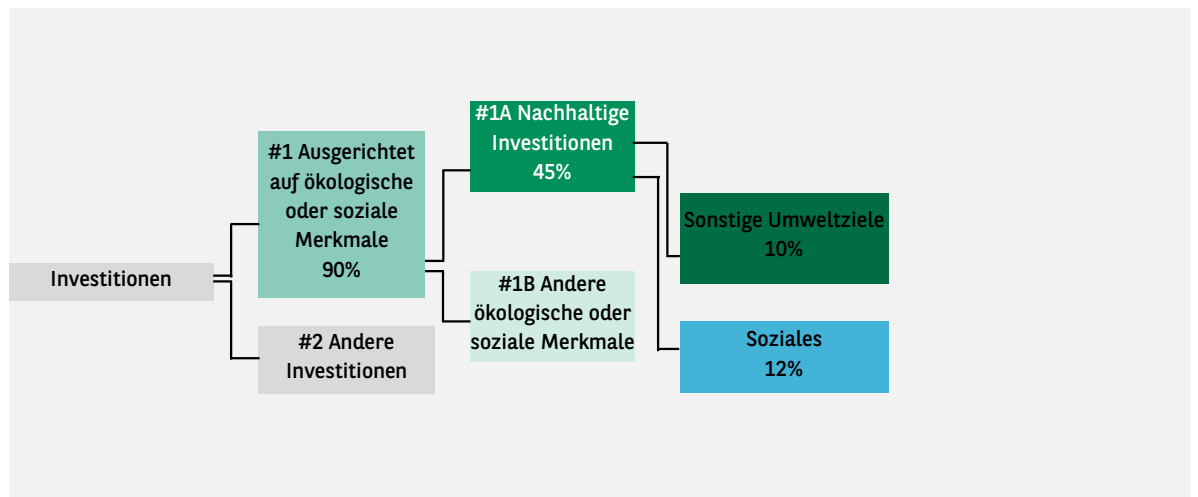 Investitionen
#1 Ausgerichtet
auf ökologische
oder soziale
Merkmale
90%
#2 Andere
Investitionen
#1A Nachhaltige
Investitionen
45%
#1B Andere
ökologische oder
soziale Merkmale
Sonstige Umweltziele
10%
Soziales
12%